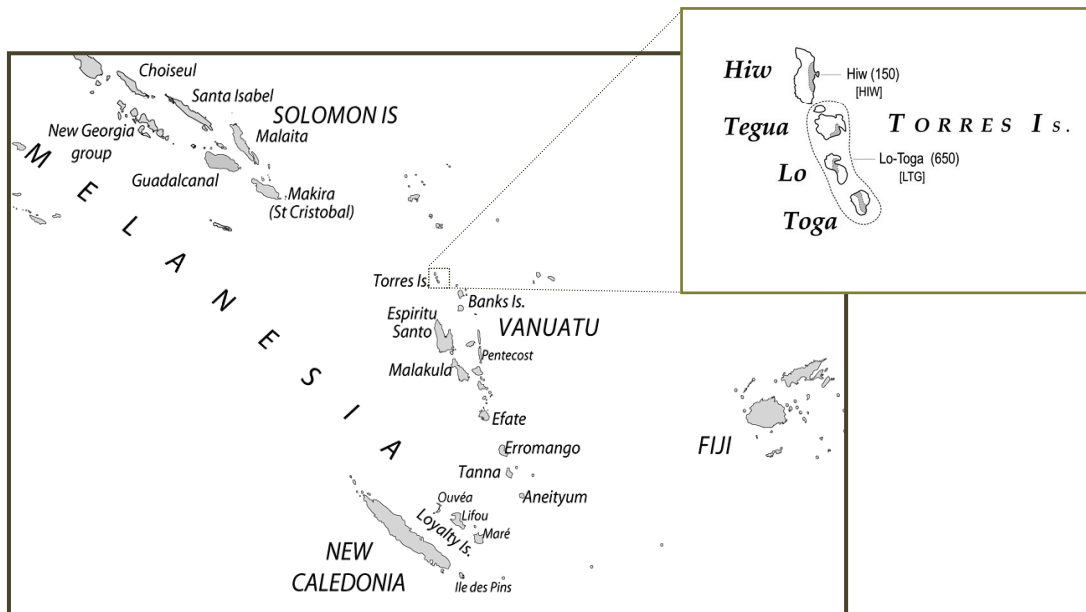 Choiseul
Santa Isabel
SOLOMON IS
New Georgia
group
Malaita
Guadalcanal
Makira
(St Cristobal)
MELANESIA
Torres Is.
Banks Is.
Espiritu
Santo
VANUATU
Pentecost
Malakula
Efate
Erromango
Tanna
Aneityum
Ouvéa
Lifou
Loyalty Is.
Maré
NEW
CALEDONIA
Ile des Pins
FIJI
Hiw
Hiw (150)
[HIW]
Tegua
TORRES Is.
Lo
Lo-Toga (650)
[LTG]
Toga